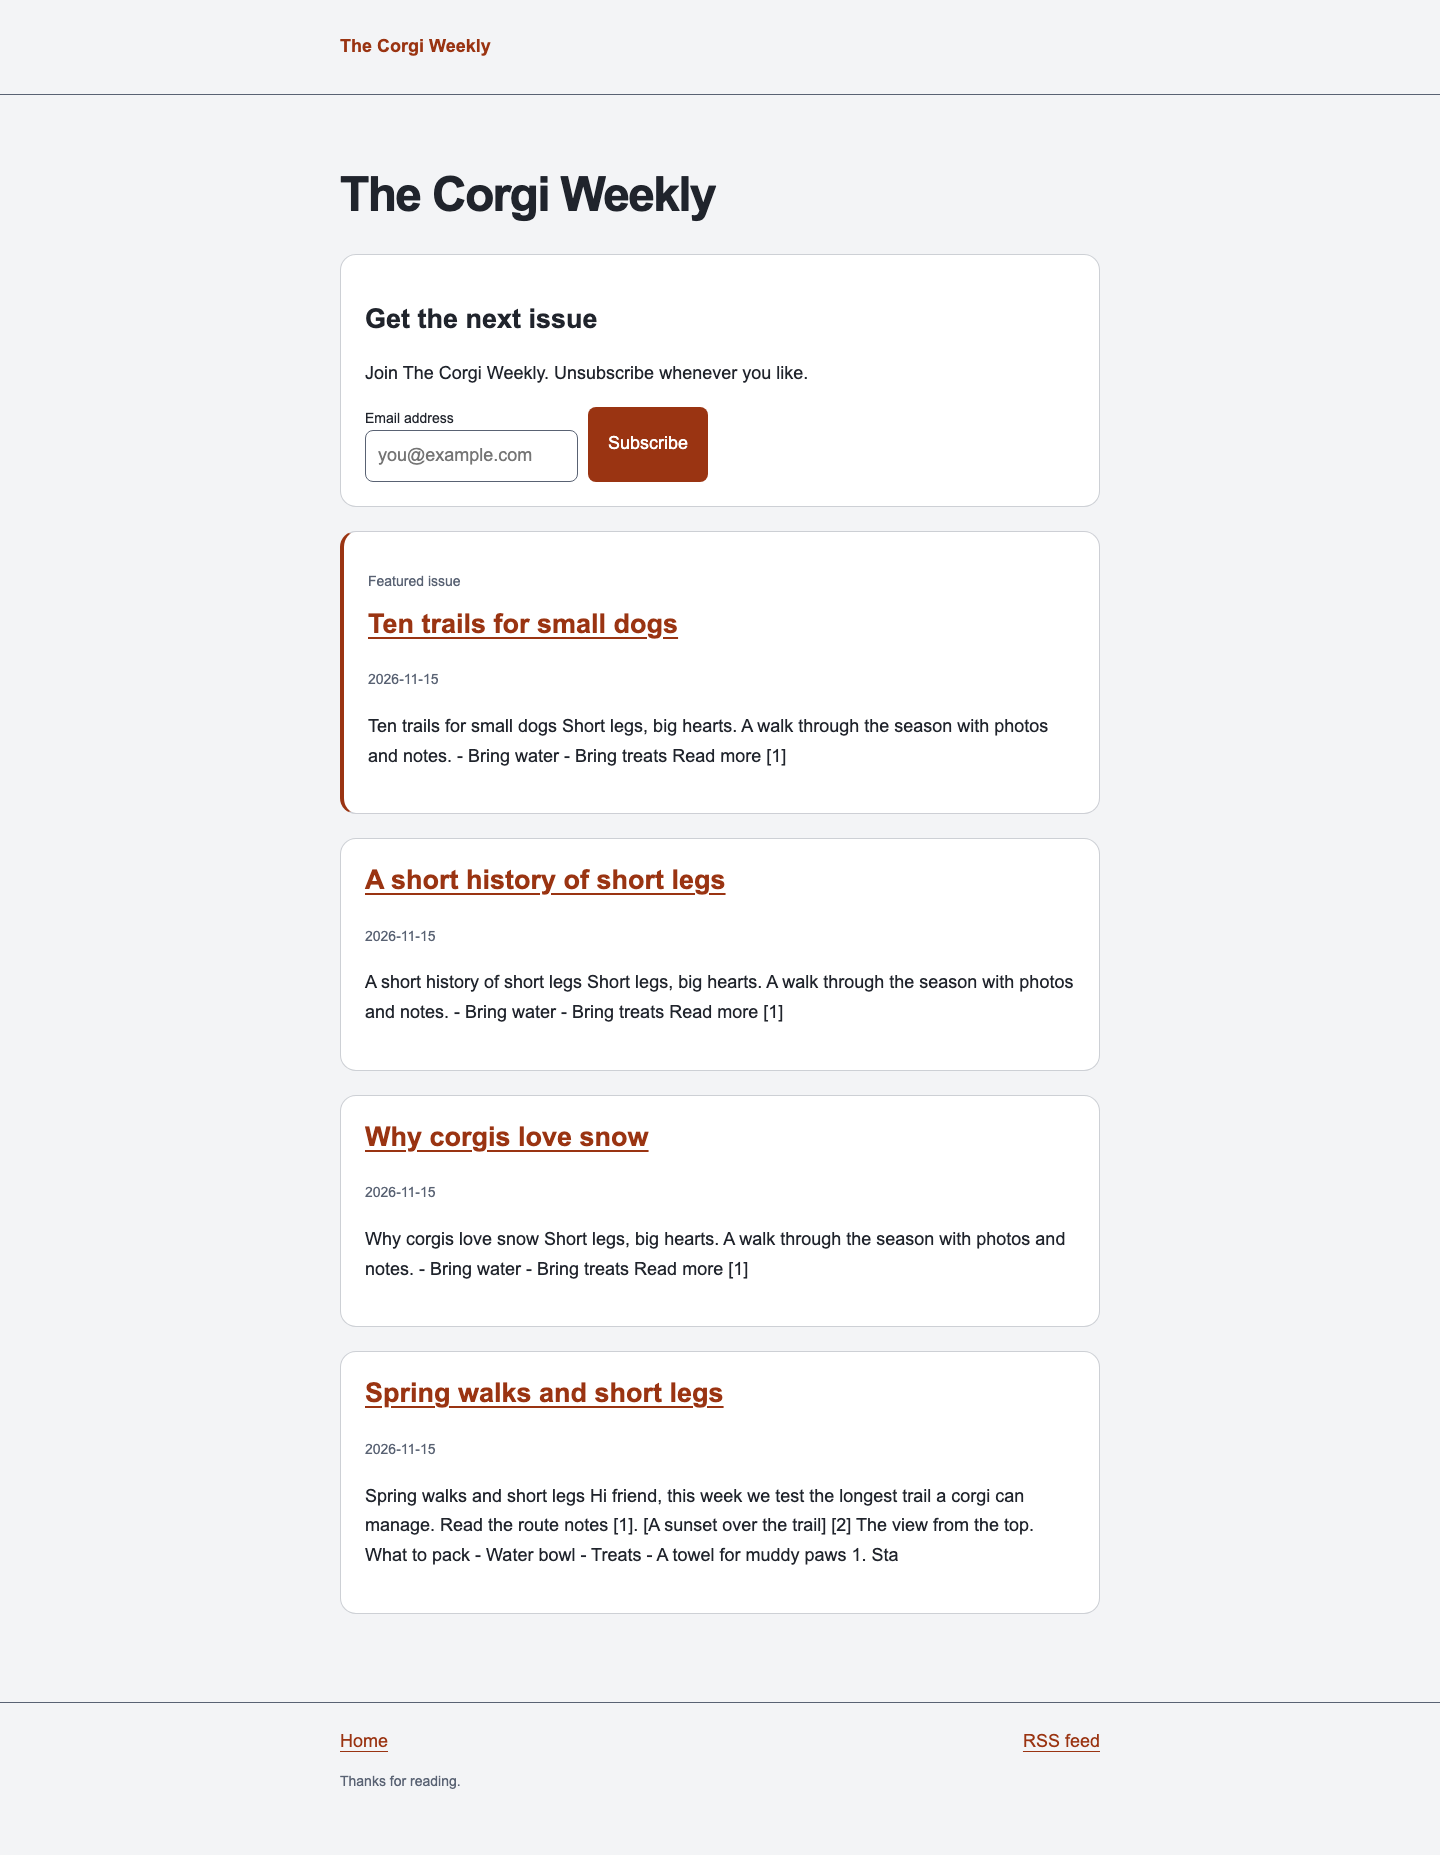 The Corgi Weekly
The Corgi Weekly
Get the next issue
Join The Corgi Weekly. Unsubscribe whenever you like.
Email address
you@example.com
Subscribe
Featured issue
Ten trails for small dogs
2026-11-15
Ten trails for small dogs Short legs, big hearts. A walk through the season with photos
and notes. - Bring water - Bring treats Read more [1]
A short history of short legs
2026-11-15
A short history of short legs Short legs, big hearts. A walk through the season with photos
and notes. - Bring water - Bring treats Read more [1]
Why corgis love snow
2026-11-15
Why corgis love snow Short legs, big hearts. A walk through the season with photos and
notes. - Bring water - Bring treats Read more [1]
Spring walks and short legs
2026-11-15
Spring walks and short legs Hi friend, this week we test the longest trail a corgi can
manage. Read the route notes [1]. [A sunset over the trail] [2] The view from the top.
What to pack - Water bowl - Treats - A towel for muddy paws 1. Sta
Home
RSS feed
Thanks for reading.